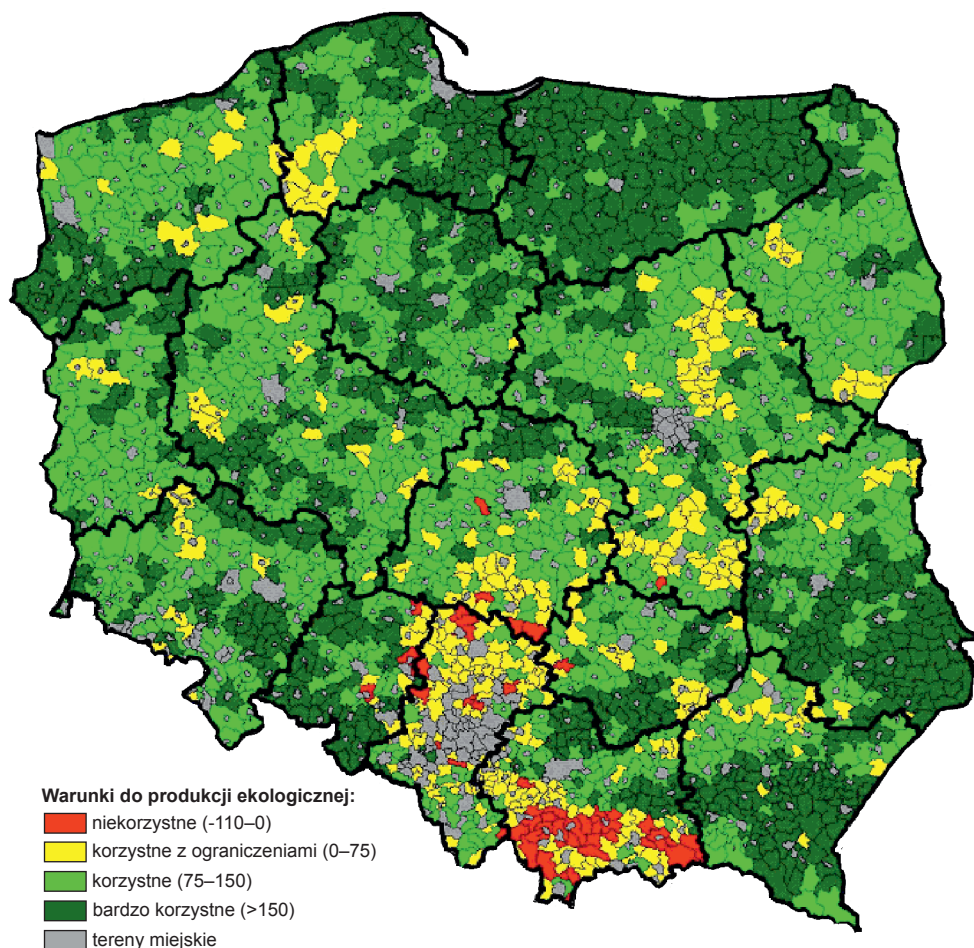 Warunki do produkcji ekologicznej:
niekorzystne (-110–0)
korzystne z ograniczeniami (0–75)
korzystne (75–150)
bardzo korzystne (>150)
tereny miejskie